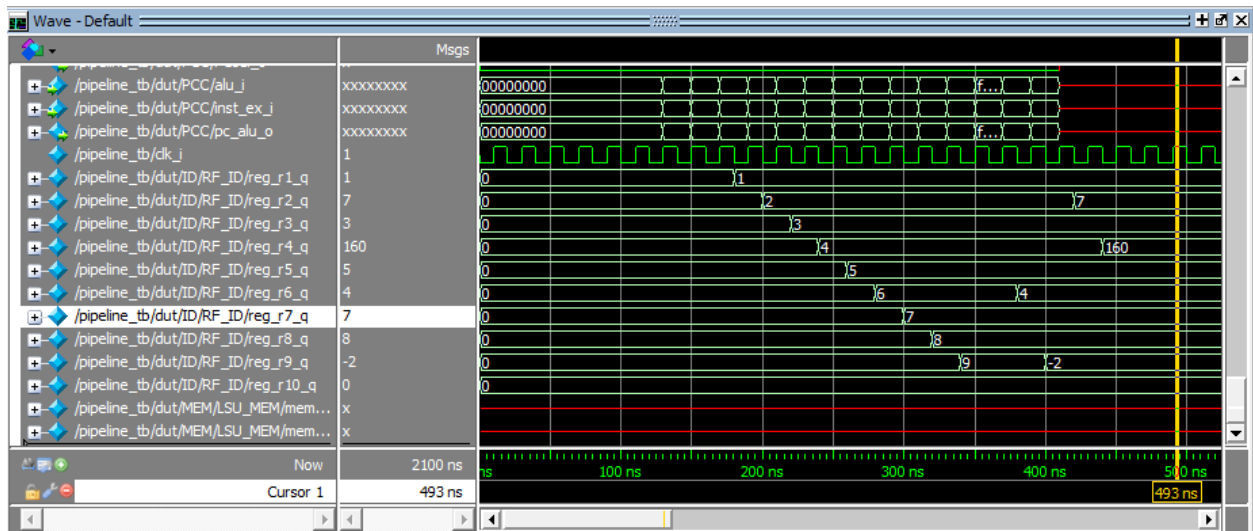 Wave - Default
Msgs
/pipeline_tb/dut/PCC/alu_i xxxxxxxx 00000000 f...
/pipeline_tb/dut/PCC/inst_ex_i xxxxxxxx 00000000
/pipeline_tb/dut/PCC/pc_alu_o xxxxxxxx 00000000 f...
/pipeline_tb/clk_i 1
/pipeline_tb/dut/ID/RF_ID/reg_r1_q 1 0 1
/pipeline_tb/dut/ID/RF_ID/reg_r2_q 7 0 2 7
/pipeline_tb/dut/ID/RF_ID/reg_r3_q 3 0 3
/pipeline_tb/dut/ID/RF_ID/reg_r4_q 160 0 4 160
/pipeline_tb/dut/ID/RF_ID/reg_r5_q 5 0 5
/pipeline_tb/dut/ID/RF_ID/reg_r6_q 4 0 6 4
/pipeline_tb/dut/ID/RF_ID/reg_r7_q 7 0 7
/pipeline_tb/dut/ID/RF_ID/reg_r8_q 8 0 8
/pipeline_tb/dut/ID/RF_ID/reg_r9_q -2 0 9 -2
/pipeline_tb/dut/ID/RF_ID/reg_r10_q 0 0
/pipeline_tb/dut/MEM/LSU_MEM/mem... x
/pipeline_tb/dut/MEM/LSU_MEM/mem... x
Now 2100 ns ns 100 ns 200 ns 300 ns 400 ns 500 ns
Cursor 1 493 ns 493 ns